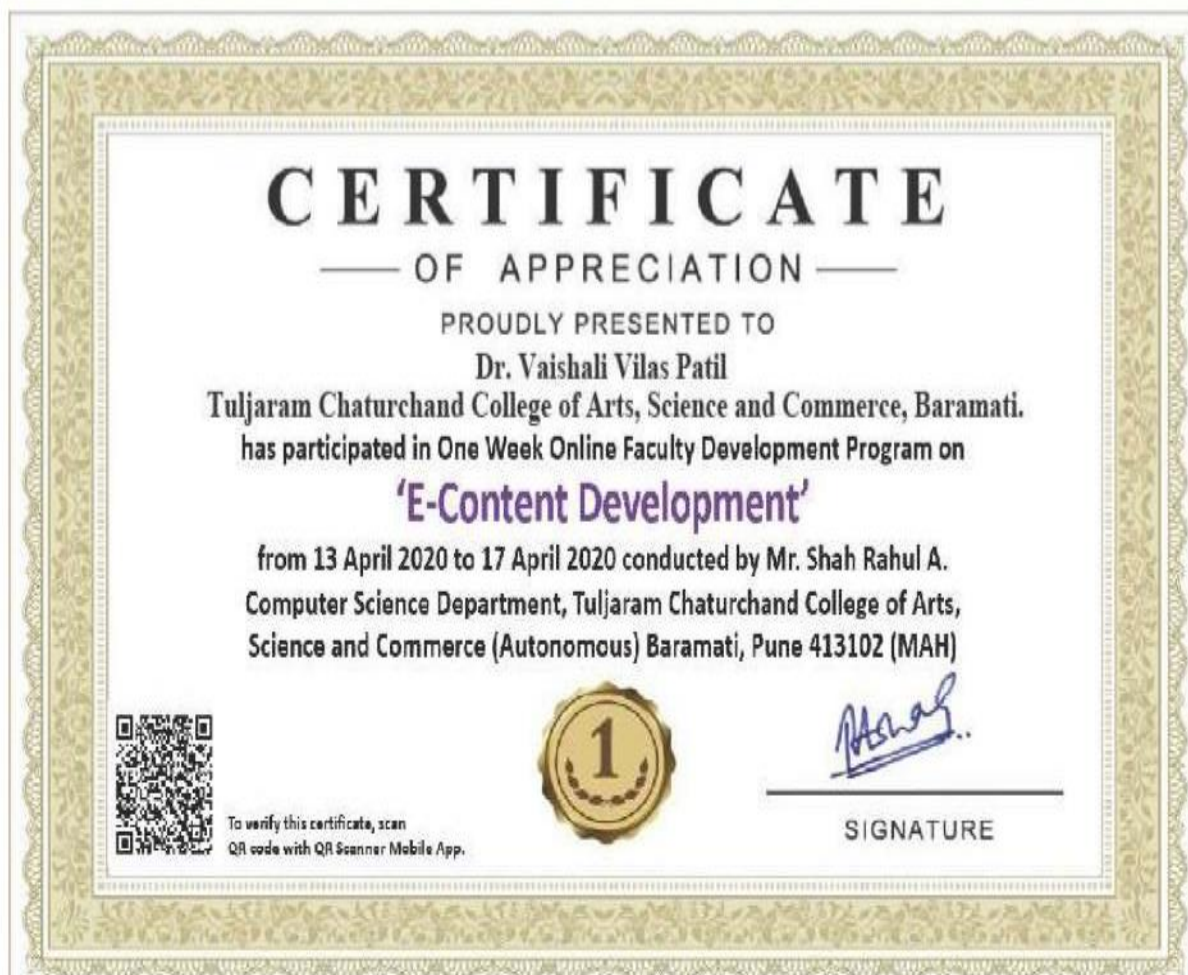 CERTIFICATE
OF APPRECIATION
PROUDLY PRESENTED TO
Dr. Vaishali Vilas Patil
Tuljaram Chaturchand College of Arts, Science and Commerce, Baramati.
has participated in One Week Online Faculty Development Program on
‘E-Content Development’
from 13 April 2020 to 17 April 2020 conducted by Mr. Shah Rahul A.
Computer Science Department, Tuljaram Chaturchand College of Arts,
Science and Commerce (Autonomous) Baramati, Pune 413102 (MAH)
1
To verify this certificate, scan
QR code with QR Scanner Mobile App.
SIGNATURE